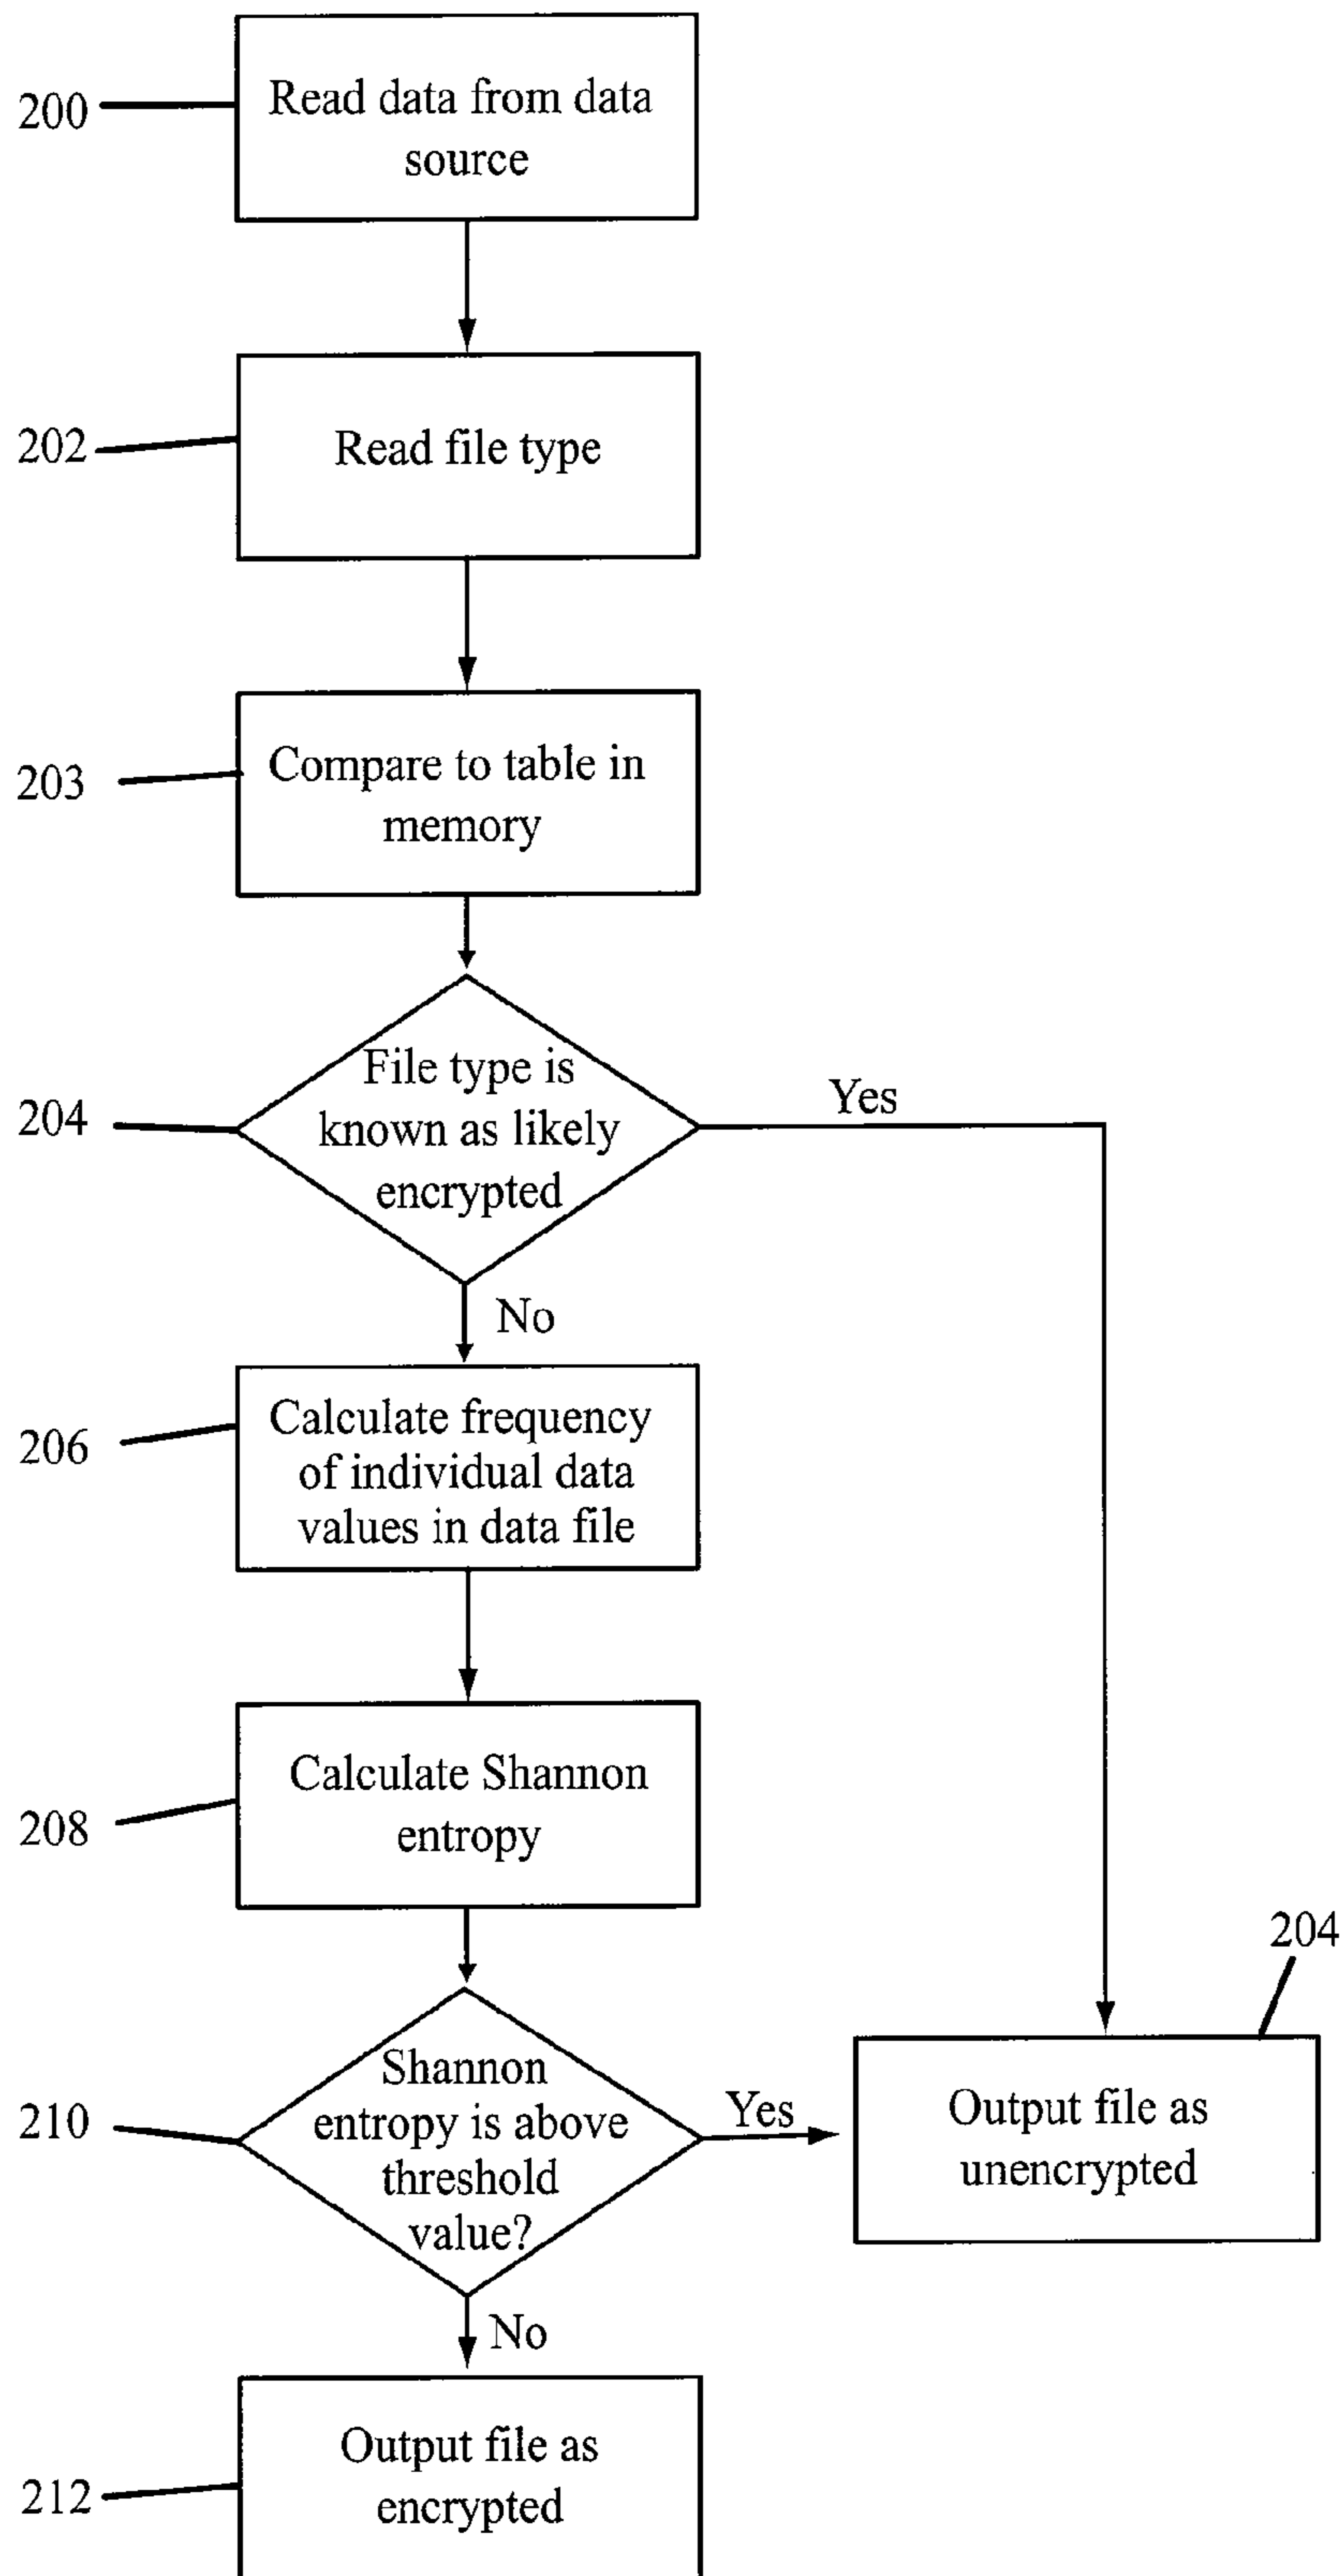 200
Read data from data
source
202
Read file type
203
Compare to table in
memory
204
File type is
known as likely
encrypted
Yes
No
206
Calculate frequency
of individual data
values in data file
208
Calculate Shannon
entropy
210
Shannon
entropy is above
threshold
value?
Yes
204
Output file as
unencrypted
No
212
Output file as
encrypted